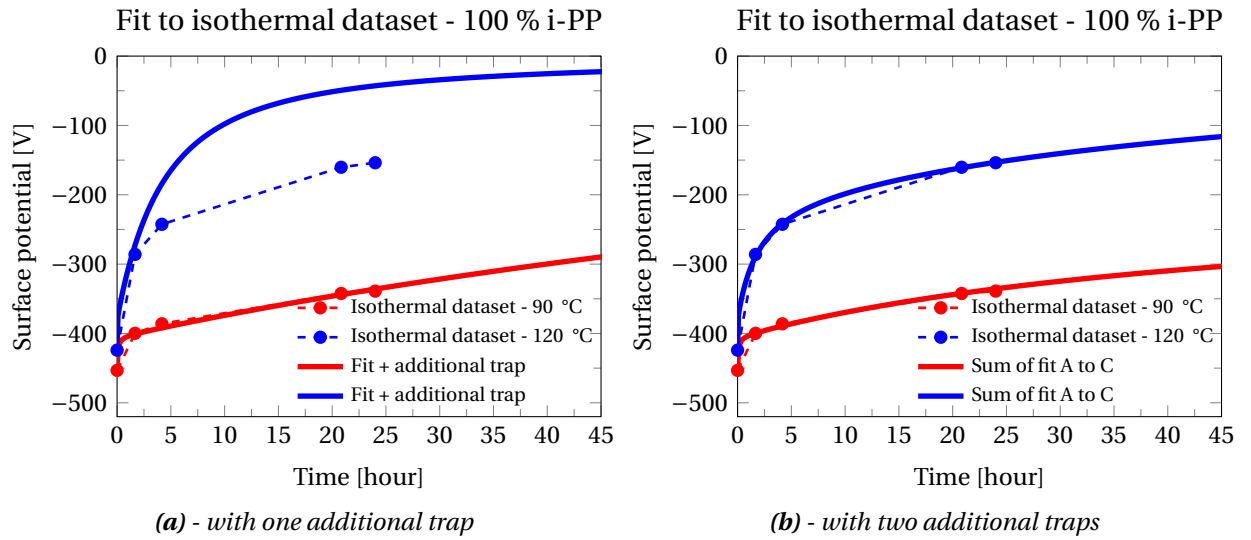 Fit to isothermal dataset - 100 % i-PP
0
−100
−200
−300
−400
−500
Surface potential [V]
0 5 10 15 20 25 30 35 40 45
Time [hour]
Isothermal dataset - 90 °C
Isothermal dataset - 120 °C
Fit + additional trap
Fit + additional trap
(a) - with one additional trap
Fit to isothermal dataset - 100 % i-PP
0
−100
−200
−300
−400
−500
Surface potential [V]
0 5 10 15 20 25 30 35 40 45
Time [hour]
Isothermal dataset - 90 °C
Isothermal dataset - 120 °C
Sum of fit A to C
Sum of fit A to C
(b) - with two additional traps